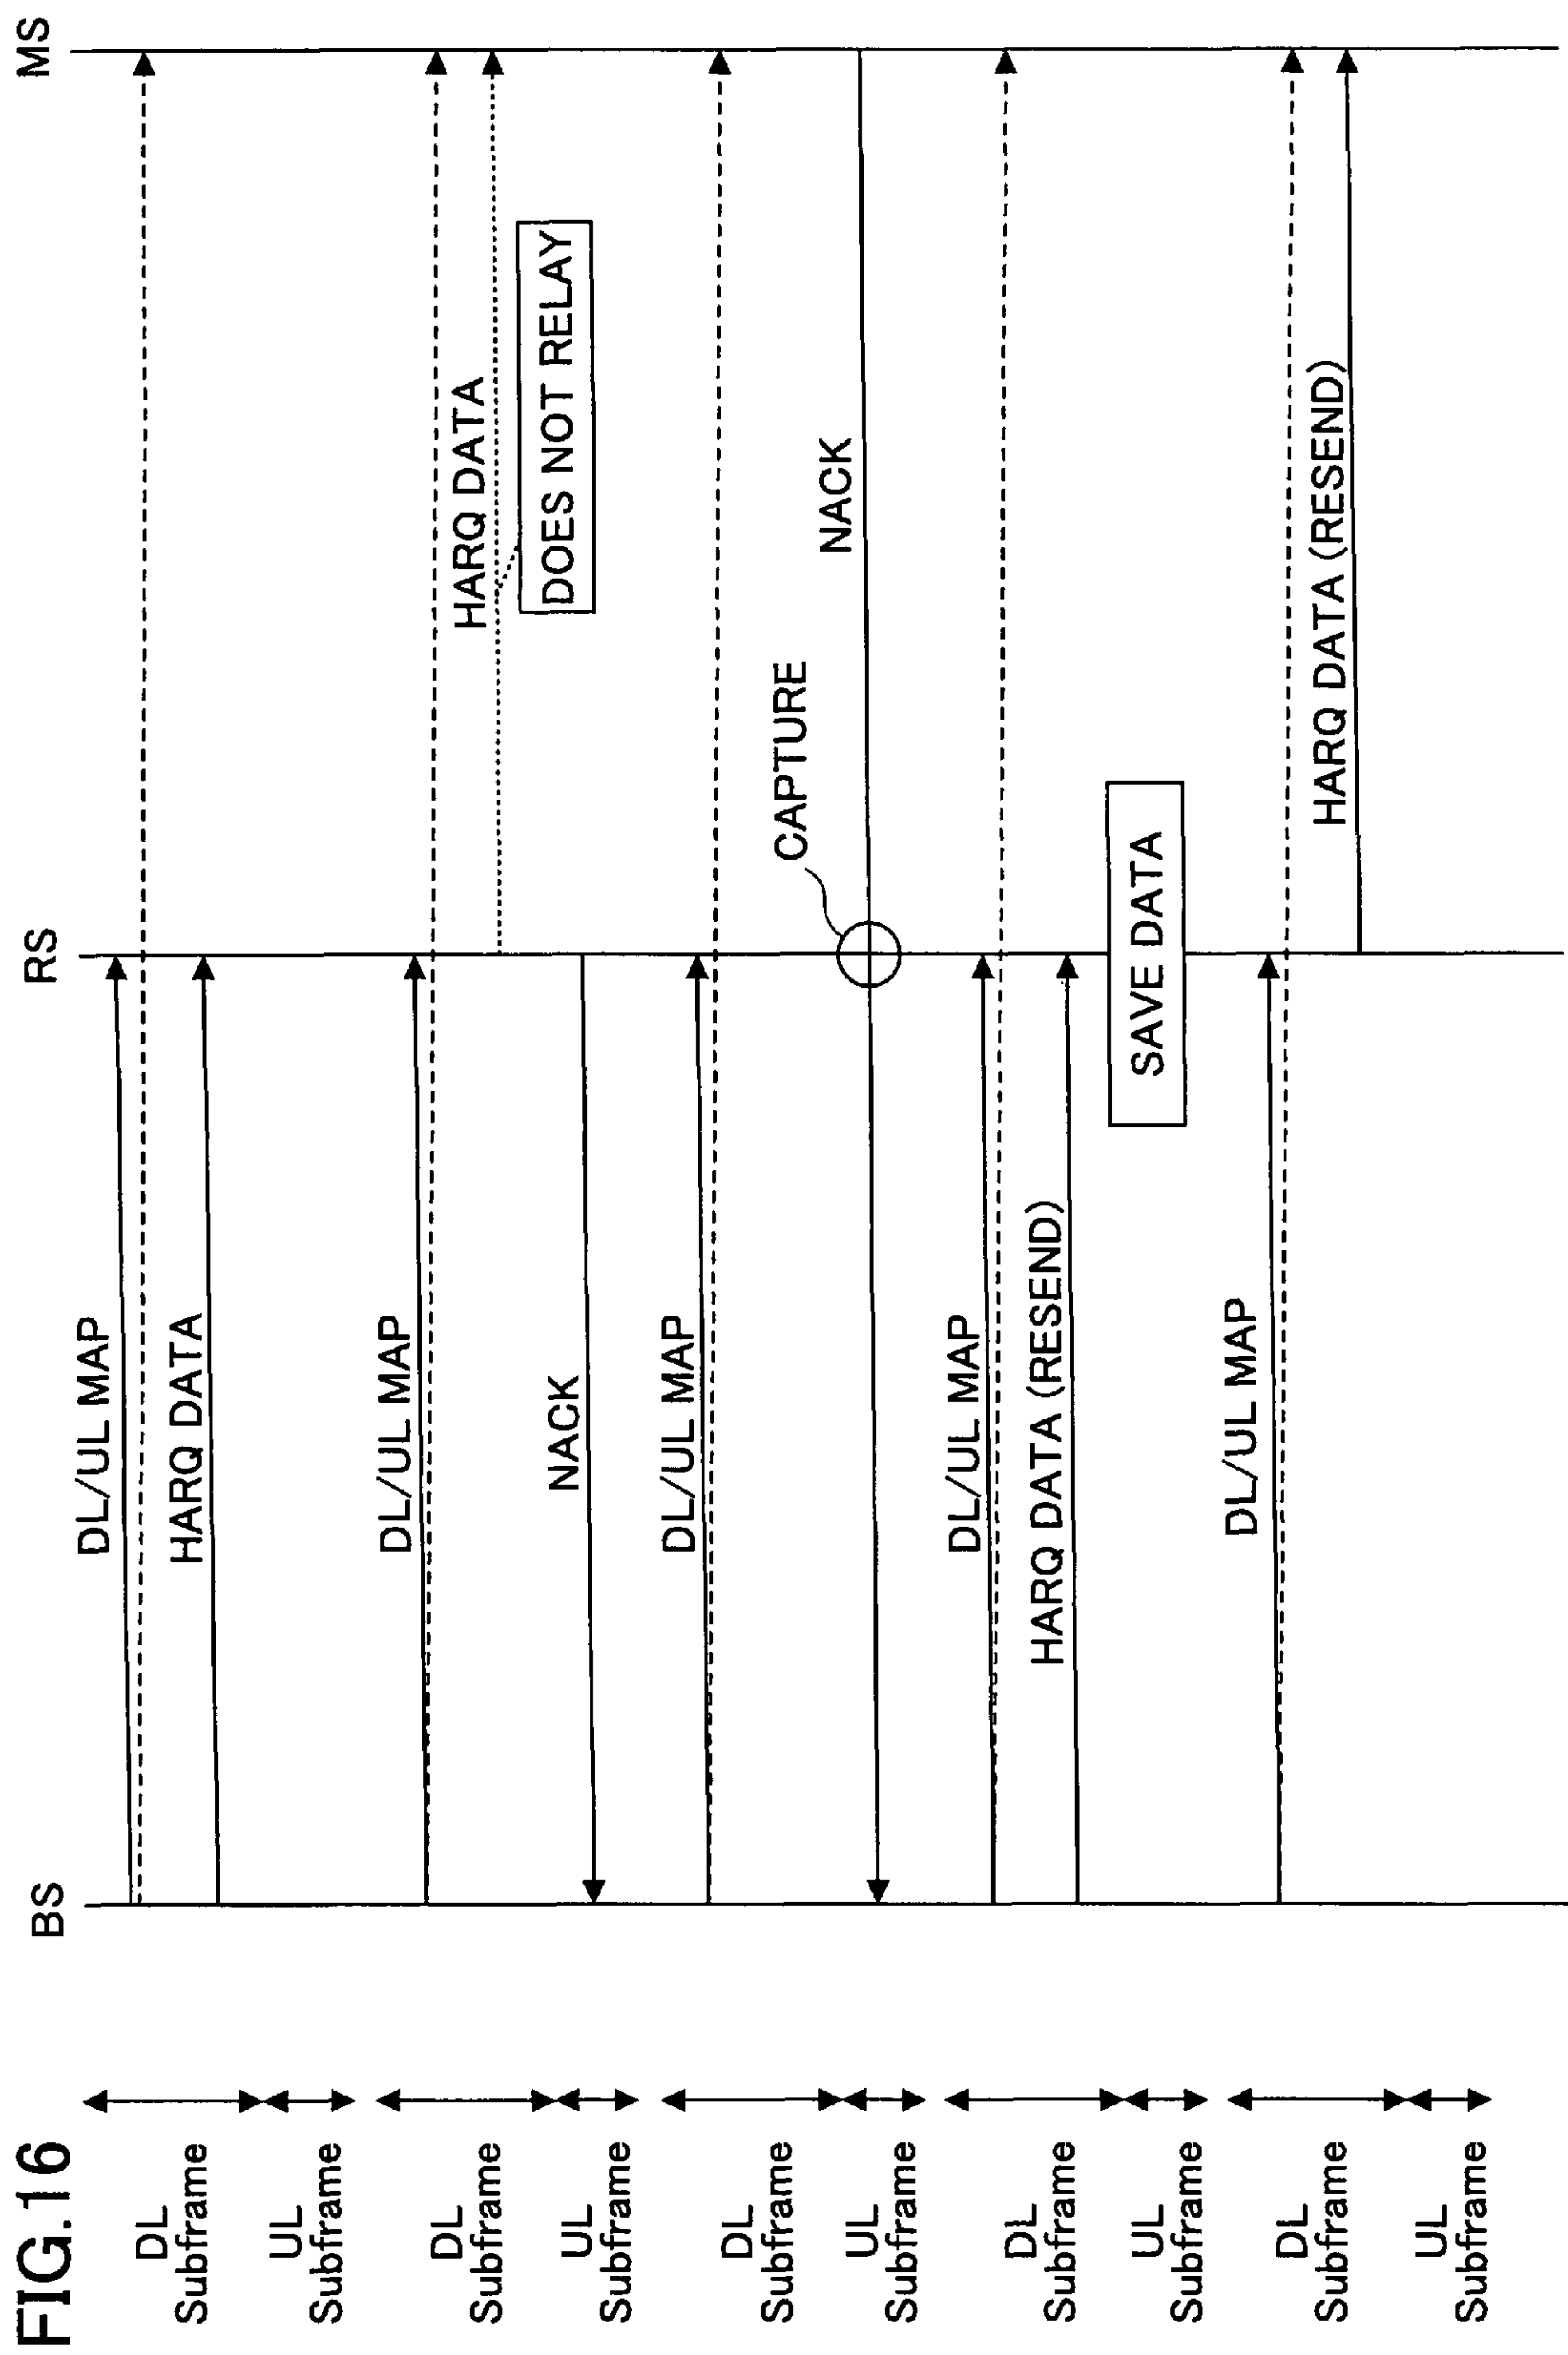 FIG.16
BS
RS
MS
DL
Subframe
DL/UL MAP
HARQ DATA
UL
Subframe
DL
Subframe
DL/UL MAP
HARQ DATA
DOES NOT RELAY
UL
Subframe
NACK
DL
Subframe
DL/UL MAP
CAPTURE
UL
Subframe
NACK
DL
Subframe
DL/UL MAP
HARQ DATA (RESEND)
UL
Subframe
SAVE DATA
DL
Subframe
DL/UL MAP
HARQ DATA (RESEND)
UL
Subframe